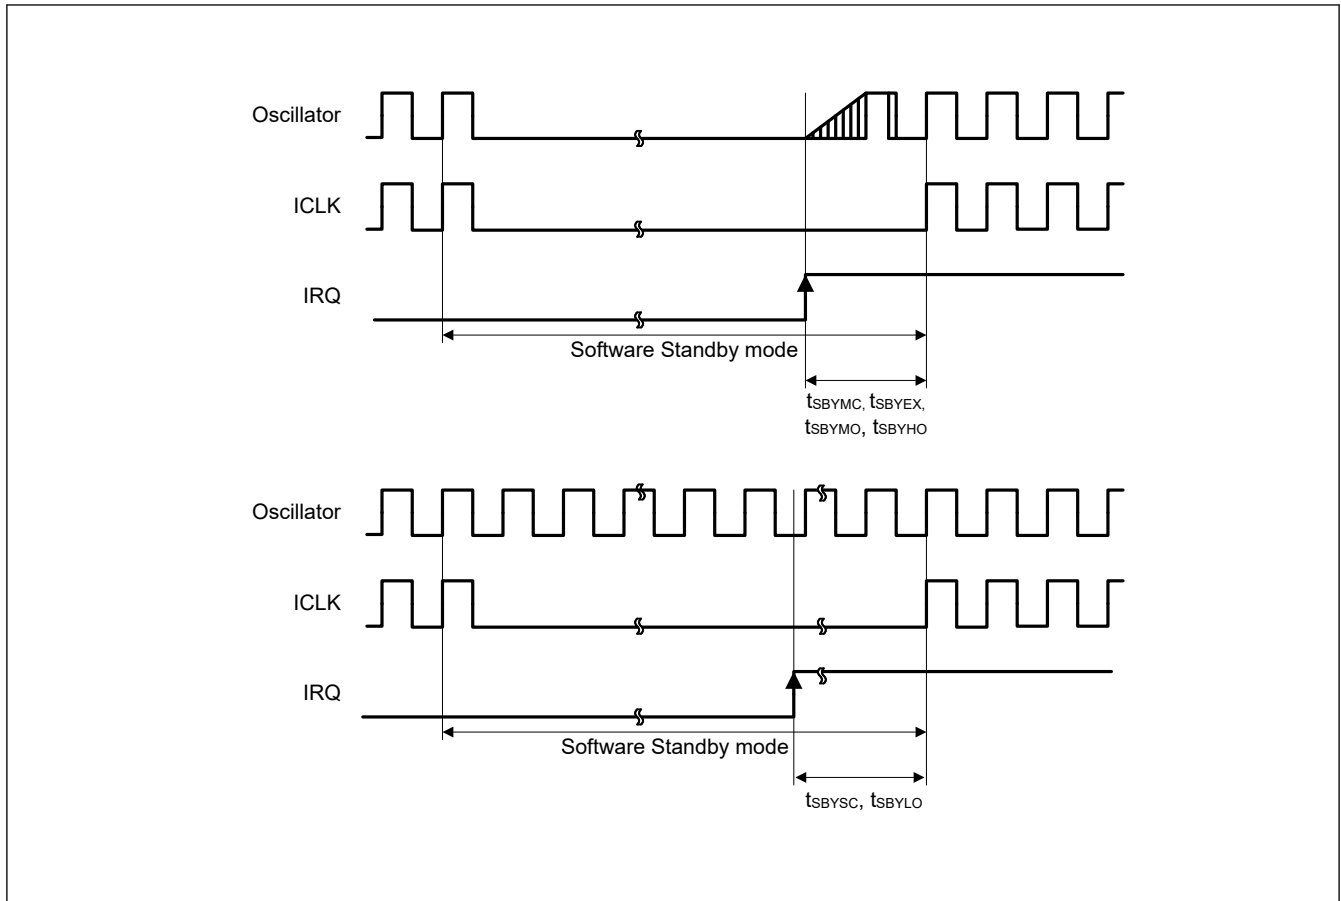 Oscillator
ICLK
IRQ
Software Standby mode
tSBYMC, tSBYEX,
tSBYMO, tSBYHO
Oscillator
ICLK
IRQ
Software Standby mode
tSBYSC, tSBYLO